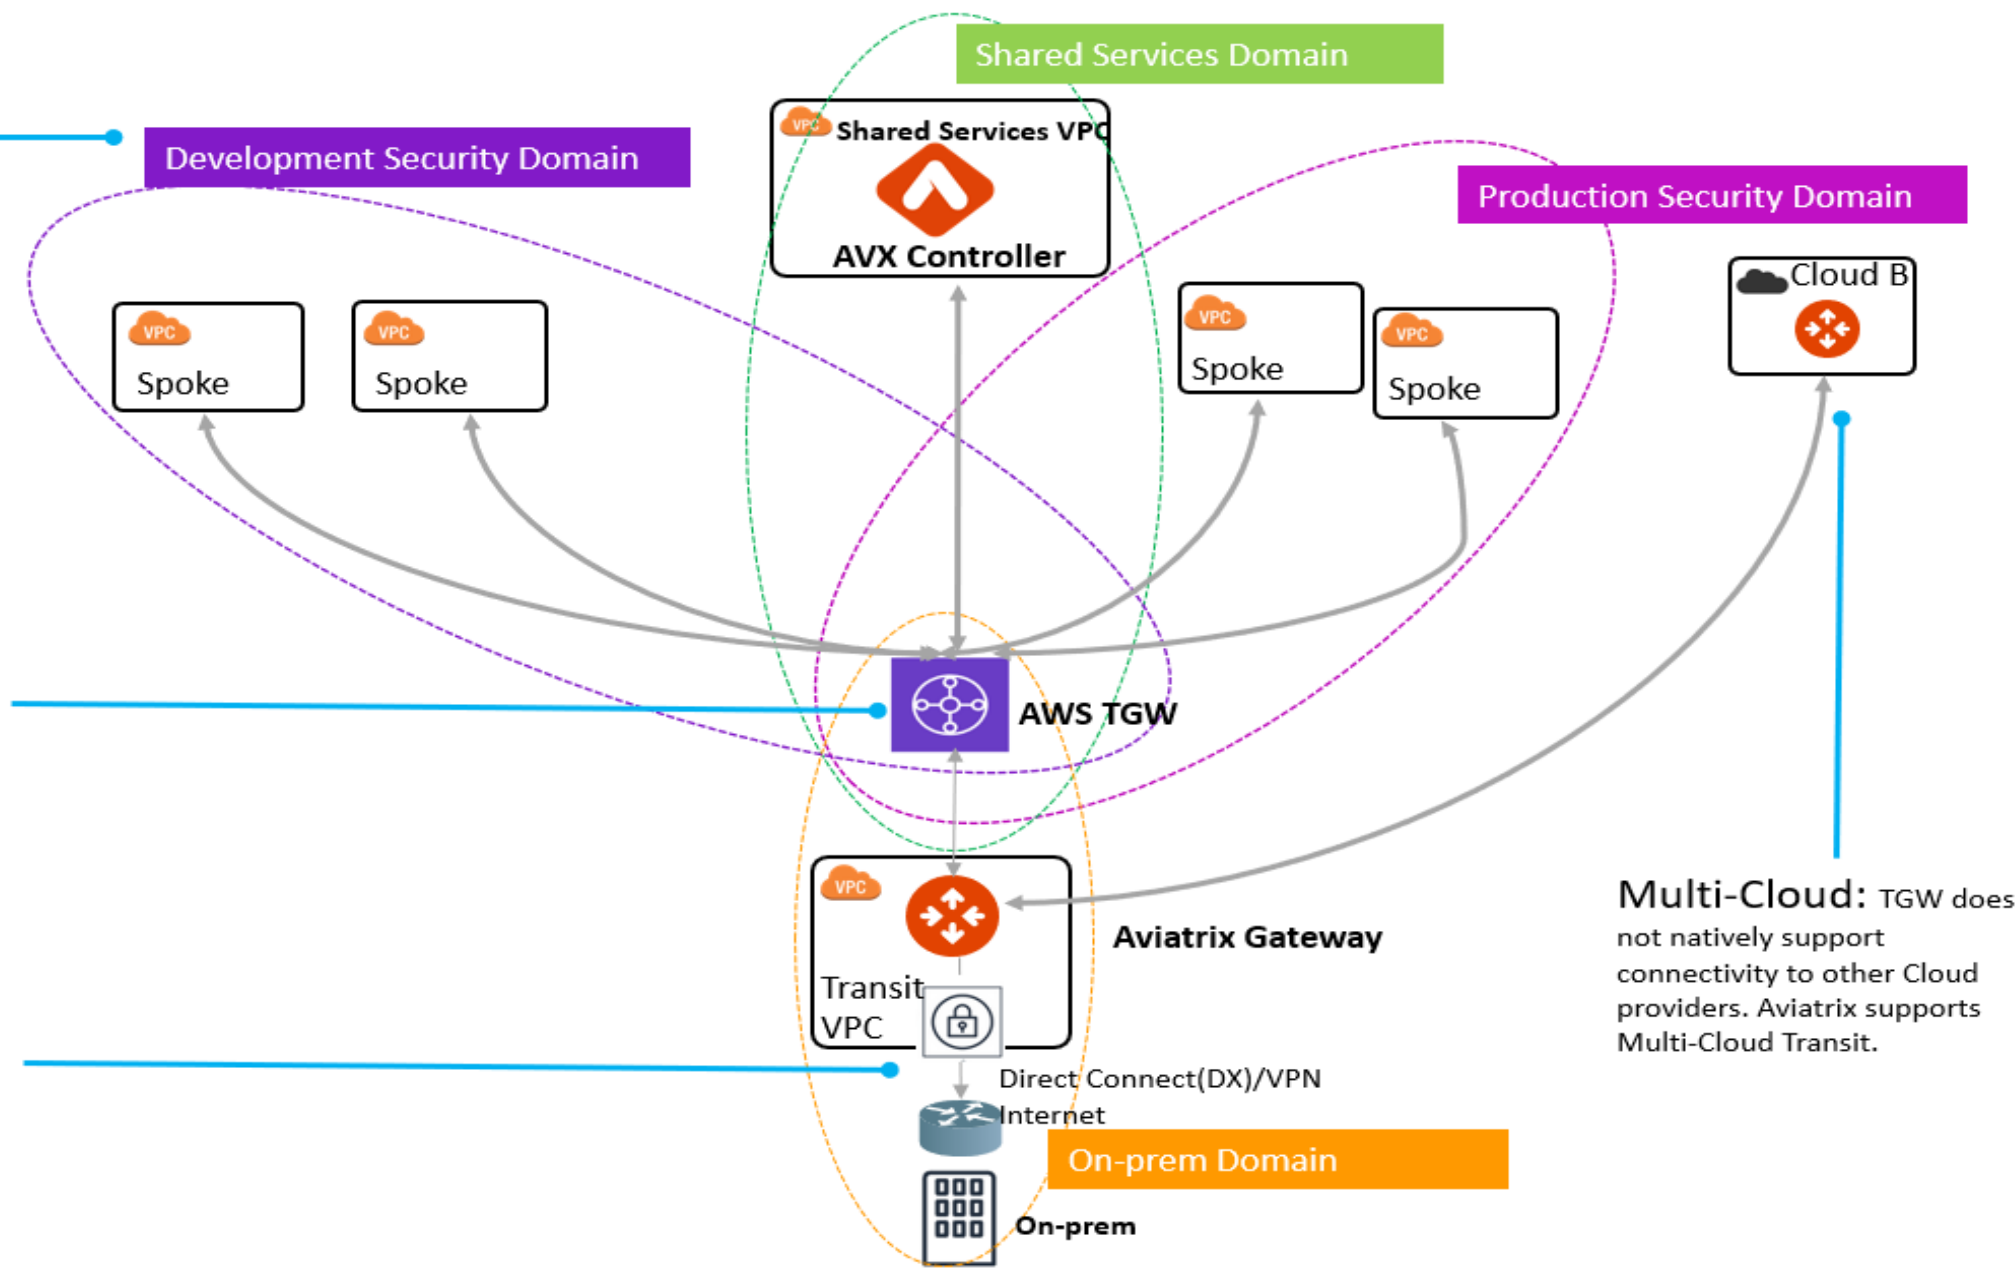 Shared Services Domain
VPC
Shared Services VPC
Development Security Domain
Production Security Domain
AVX Controller
Cloud B
VPC
Spoke
VPC
Spoke
VPC
Spoke
VPC
Spoke
AWS TGW
VPC
Aviatrix Gateway
Transit
VPC
Multi-Cloud: TGW does
not natively support
connectivity to other Cloud
providers. Aviatrix supports
Multi-Cloud Transit.
Direct Connect(DX)/VPN
Internet
On-prem Domain
On-prem